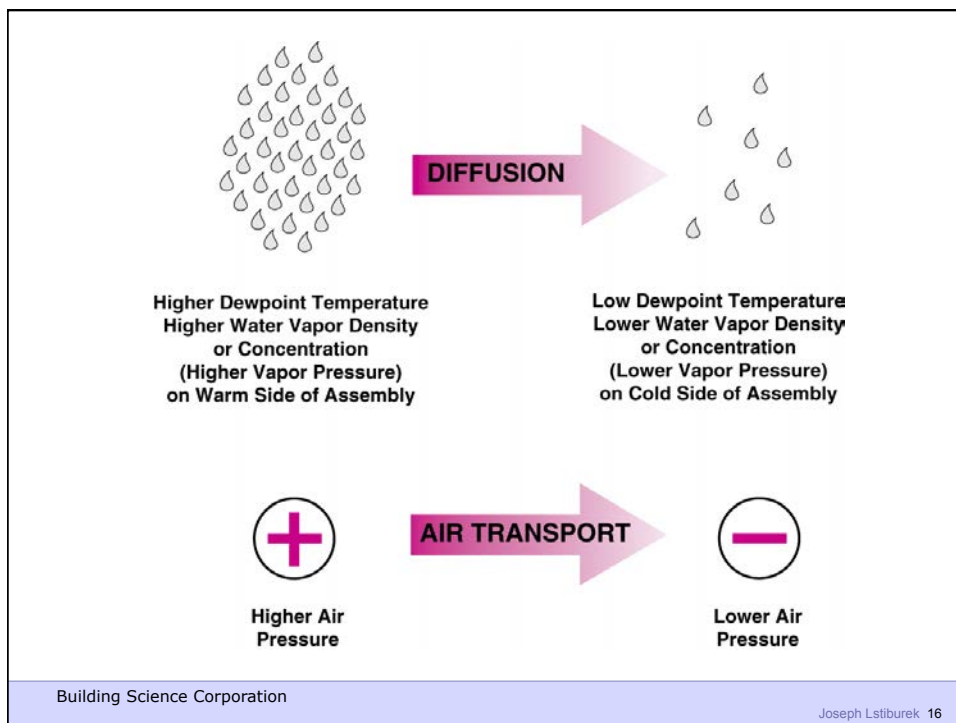 DIFFUSION
Higher Dewpoint Temperature
Higher Water Vapor Density
or Concentration
(Higher Vapor Pressure)
on Warm Side of Assembly
Low Dewpoint Temperature
Lower Water Vapor Density
or Concentration
(Lower Vapor Pressure)
on Cold Side of Assembly
AIR TRANSPORT
Higher Air
Pressure
Lower Air
Pressure
Building Science Corporation
Joseph Lstiburek 16